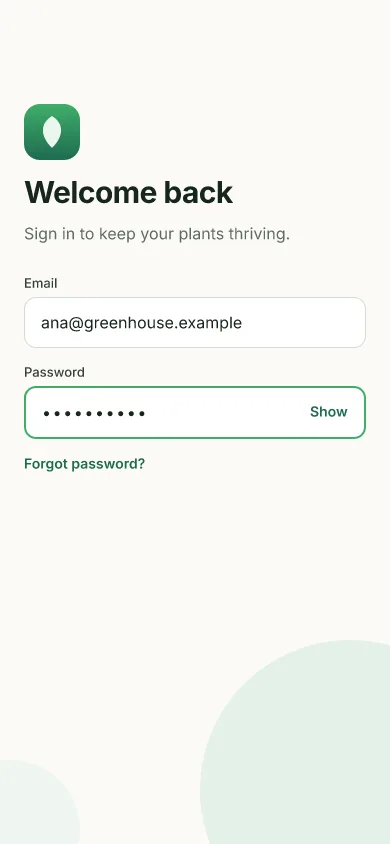 Welcome back
Sign in to keep your plants thriving.
Email
ana@greenhouse.example
Password
•••••••••• Show
Forgot password?